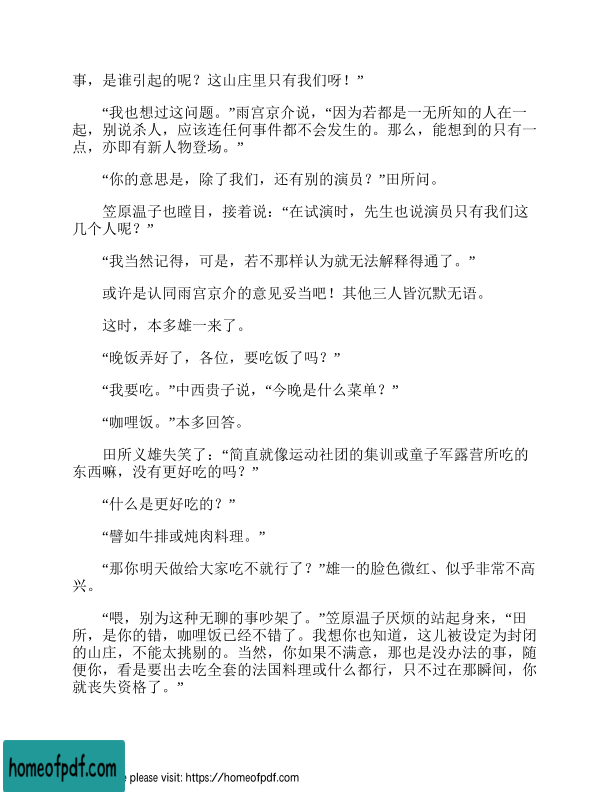 事，是谁引起的呢？这山庄里只有我们呀！”
“我也想过这问题。”雨宫京介说，“因为若都是一无所知的人在一
起，别说杀人，应该连任何事件都不会发生的。那么，能想到的只有一
点，亦即有新人物登场。”
“你的意思是，除了我们，还有别的演员？”田所问。
笠原温子也瞠目，接着说：“在试演时，先生也说演员只有我们这
几个人呢？”
“我当然记得，可是，若不那样认为就无法解释得通了。”
或许是认同雨宫京介的意见妥当吧！其他三人皆沉默无语。
这时，本多雄一来了。
“晚饭弄好了，各位，要吃饭了吗？”
“我要吃。”中西贵子说，“今晚是什么菜单？”
“咖哩饭。”本多回答。
田所义雄失笑了：“简直就像运动社团的集训或童子军露营所吃的
东西嘛，没有更好吃的吗？”
“什么是更好吃的？”
“譬如牛排或炖肉料理。”
“那你明天做给大家吃不就行了？”雄一的脸色微红、似乎非常不高
兴。
“喂，别为这种无聊的事吵架了。”笠原温子厌烦的站起身来，“田
所，是你的错，咖哩饭已经不错了。我想你也知道，这儿被设定为封闭
的山庄，不能太挑剔的。当然，你如果不满意，那也是没办法的事，随
便你，看是要出去吃全套的法国料理或什么都行，只不过在那瞬间，你
就丧失资格了。”
homeofpdf.com
e please visit: https://homeofpdf.com